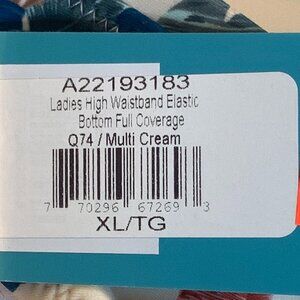 A22193183
Ladies High Waistband Elastic
Bottom Full Coverage
Q74 / Multi Cream
7 70296 67269 3
XL/TG